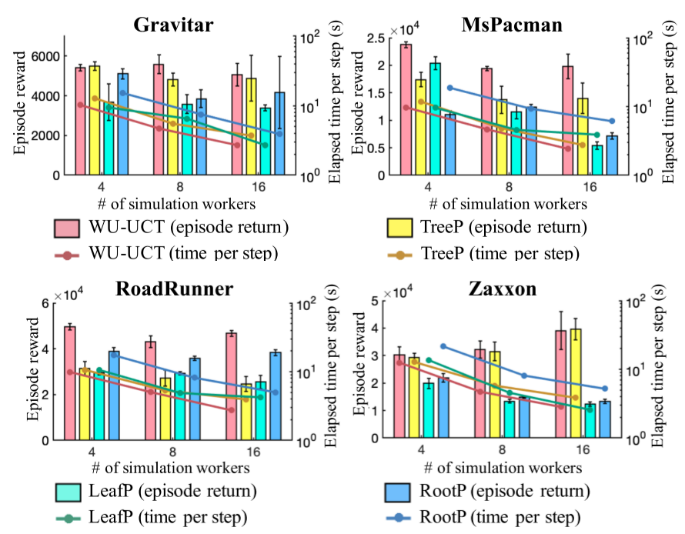 Gravitar
Episode reward
6000
4000
2000
0
4
8
16
# of simulation workers
10²
10¹
10⁰
Elapsed time per step (s)
MsPacman
×10⁴
Episode reward
2.5
2
1.5
1
0.5
0
4
8
16
# of simulation workers
10²
10¹
10⁰
Elapsed time per step (s)
WU-UCT (episode return)
WU-UCT (time per step)
TreeP (episode return)
TreeP (time per step)
RoadRunner
×10⁴
Episode reward
6
4
2
0
4
8
16
# of simulation workers
10²
10¹
10⁰
Elapsed time per step (s)
Zaxxon
×10⁴
Episode reward
5
4
3
2
1
0
4
8
16
# of simulation workers
10²
10¹
10⁰
Elapsed time per step (s)
LeafP (episode return)
LeafP (time per step)
RootP (episode return)
RootP (time per step)